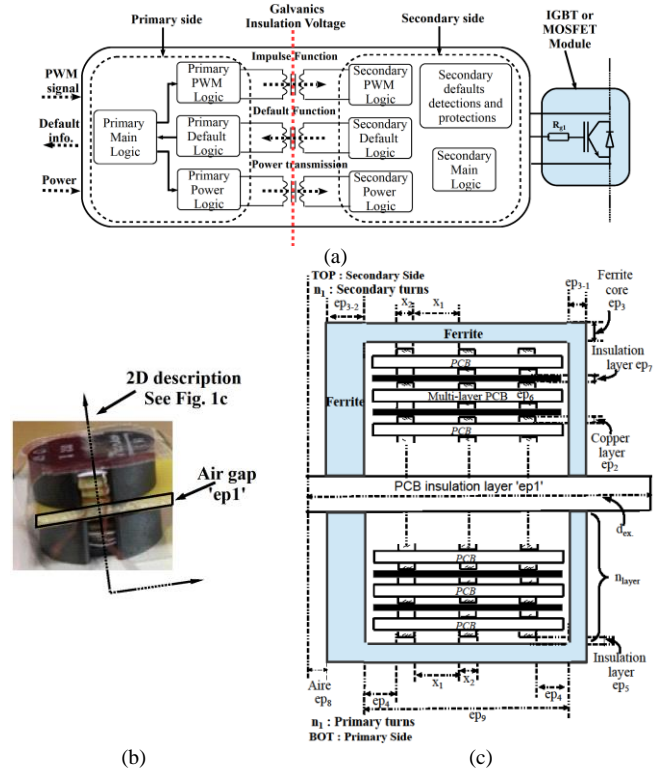 Primary side
Galvanics
Insulation Voltage
Secondary side
IGBT or
MOSFET
Module
Impulse Function
PWM
signal
Default
info.
Power
Primary Main
Logic
Primary
PWM
Logic
Primary
Default
Logic
Primary
Power
Logic
Default Function
Power transmission
Secondary
PWM
Logic
Secondary
Default
Logic
Secondary
Power
Logic
Secondary
defaults
detections and
protections
Secondary
Main
Logic
Rg1
(a)
2D description
See Fig. 1c
Air gap
'ep1'
(b)
TOP : Secondary Side
n1 : Secondary turns
ep3-2
x2
x1
ep3-1
Ferrite
core
ep3
Ferrite
PCB
Insulation
layer ep7
Ferrite
Multi-layer PCB
ep6
PCB
Copper
layer
ep2
PCB insulation layer 'ep1'
dex.
PCB
PCB
PCB
nlayer
Insulation
layer
ep5
Aire
ep8
ep4
x1
x2
ep4
ep9
n1 : Primary turns
BOT : Primary Side
(c)